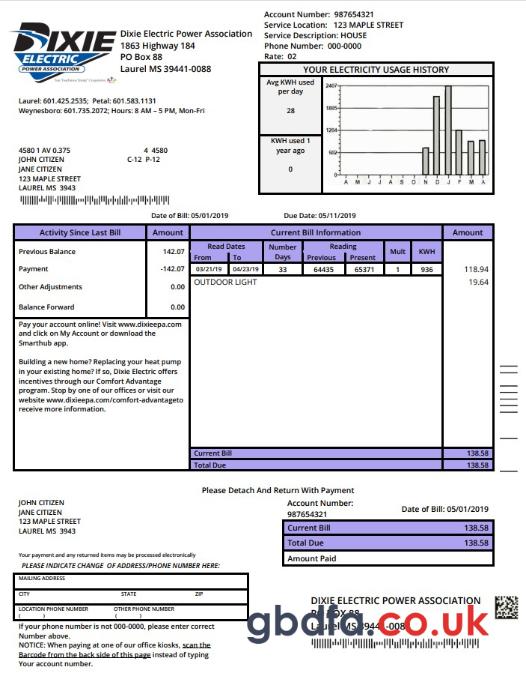 DIXIE
ELECTRIC
POWER ASSOCIATION
Dixie Electric Power Association
1863 Highway 184
PO Box 88
Laurel MS 39441-0088
Account Number: 987654321
Service Location: 123 MAPLE STREET
Service Description: HOUSE
Phone Number: 000-0000
Rate: 02
YOUR ELECTRICITY USAGE HISTORY
Avg KWH used
per day
28
KWH used 1
year ago
0
2407
1805
1204
602
0
A M J J A S O N D J F M A
Laurel: 601.425.2535; Petal: 601.583.1131
Weynesboro: 601.735.2072; Hours: 8 AM – 5 PM, Mon-Fri
4580 1 AV 0.375 4 4580
JOHN CITIZEN C-12 P-12
JANE CITIZEN
123 MAPLE STREET
LAUREL MS 3943
Date of Bill: 05/01/2019 Due Date: 05/11/2019
Activity Since Last Bill Amount Current Bill Information Amount
Previous Balance 142.07
Payment -142.07
Other Adjustments 0.00
Balance Forward 0.00
Read Dates Number Reading
From To Days Previous Present Mult KWH
03/21/19 04/23/19 33 64435 65371 1 936 118.94
OUTDOOR LIGHT 19.64
Pay your account online! Visit www.dixieepa.com
and click on My Account or download the
Smarthub app.
Building a new home? Replacing your heat pump
in your existing home? If so, Dixie Electric offers
incentives through our Comfort Advantage
program. Stop by one of our offices or visit our
website www.dixieepa.com/comfort-advantageto
receive more information.
Current Bill 138.58
Total Due 138.58
Please Detach And Return With Payment
JOHN CITIZEN
JANE CITIZEN
123 MAPLE STREET
LAUREL MS 3943
Account Number:
987654321
Date of Bill: 05/01/2019
Current Bill 138.58
Total Due 138.58
Amount Paid
Your payment and any returned items may be processed electronically
PLEASE INDICATE CHANGE OF ADDRESS/PHONE NUMBER HERE:
MAILING ADDRESS
CITY STATE ZIP
LOCATION PHONE NUMBER OTHER PHONE NUMBER
( ) ( )
If your phone number is not 000-0000, please enter correct
Number above.
NOTICE: When paying at one of our office kiosks, scan the
Barcode from the back side of this page instead of typing
Your account number.
DIXIE ELECTRIC POWER ASSOCIATION
PO BOX 88
Laurel MS 39441-0088
gbdfa.co.uk